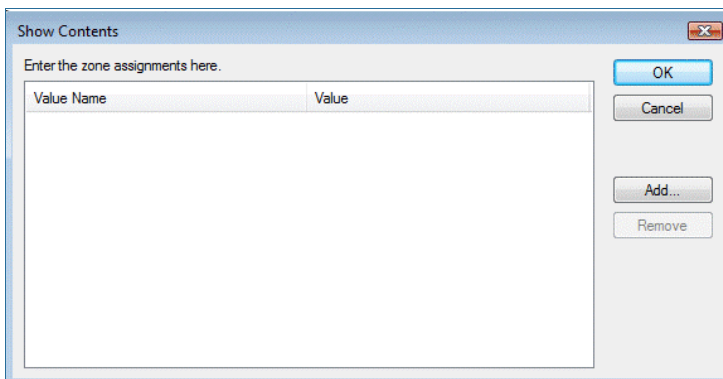 Show Contents
Enter the zone assignments here.
Value Name Value
OK
Cancel
Add...
Remove